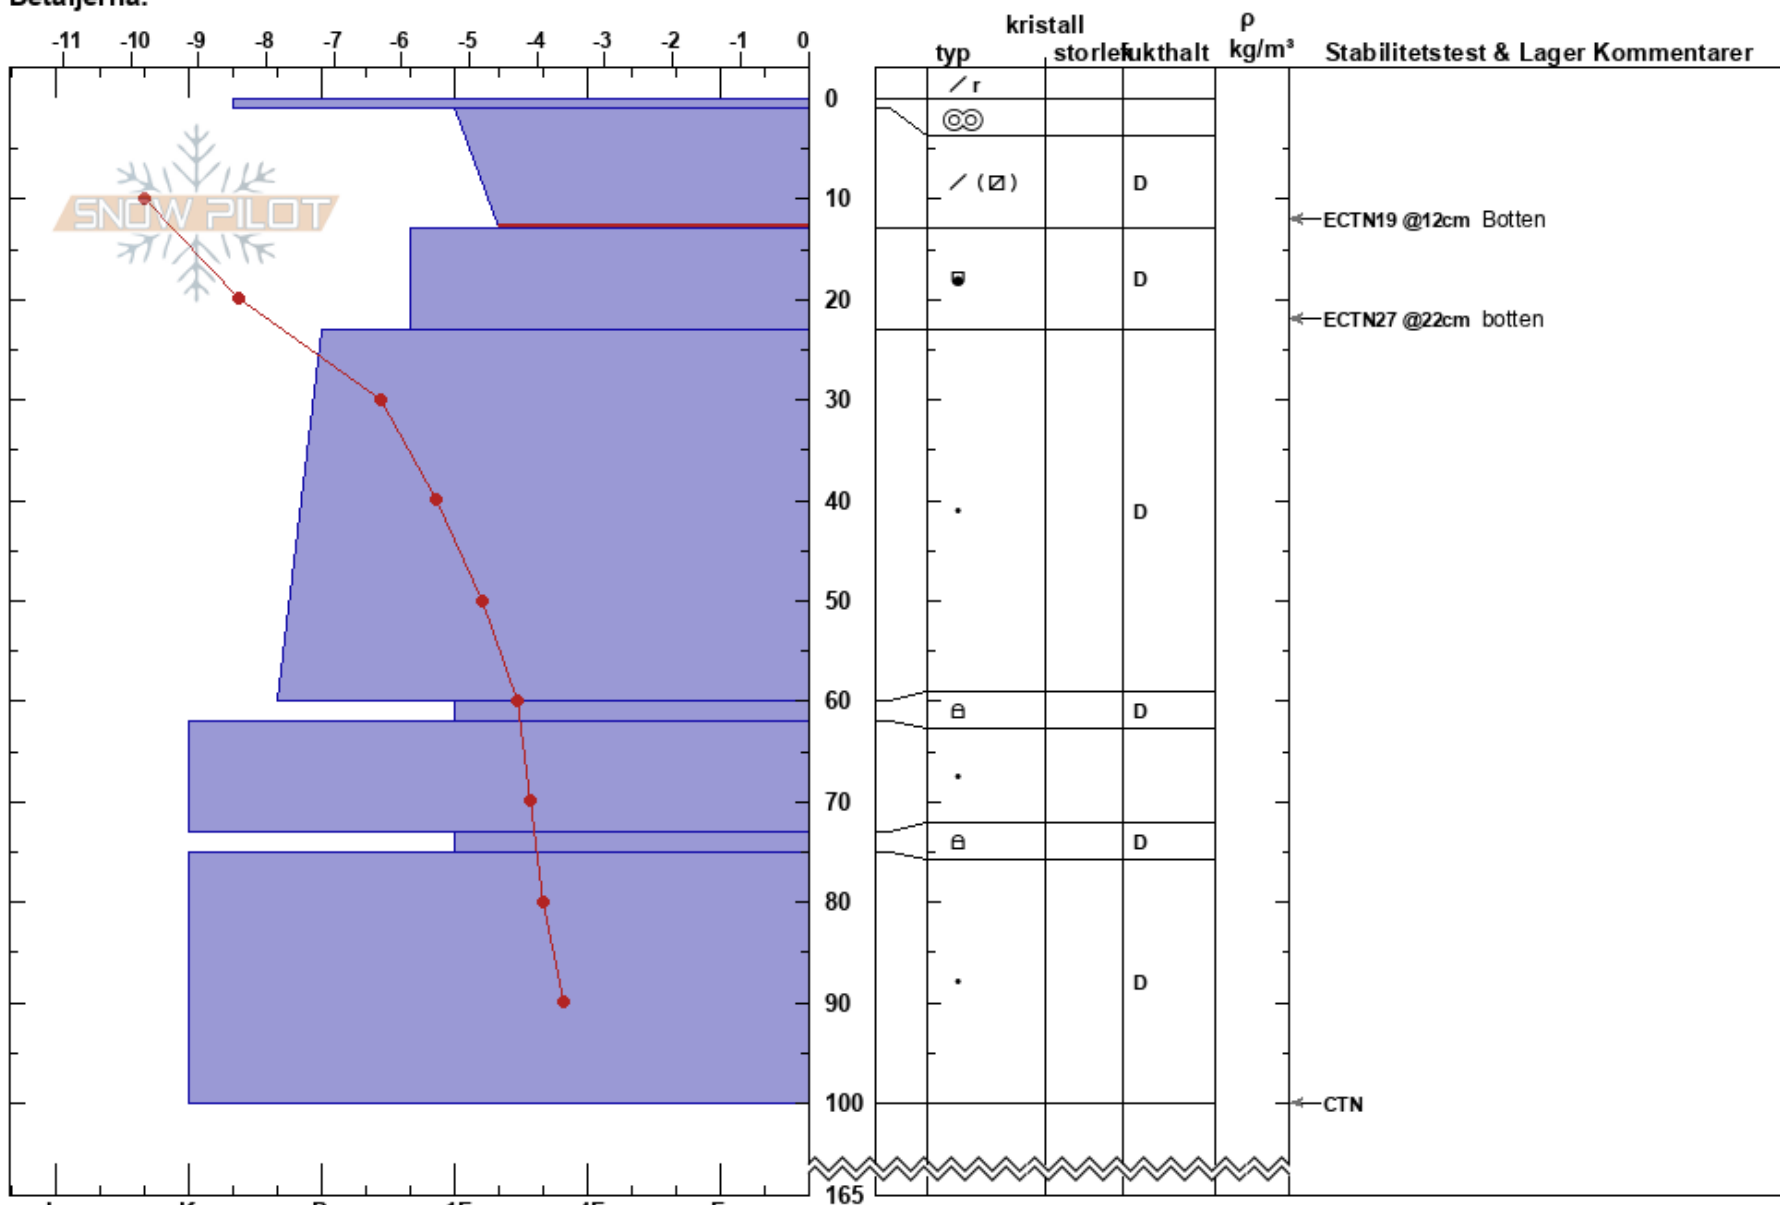 Detaljerna:
kristall ρ
-11 -10 -9 -8 -7 -6 -5 -4 -3 -2 -1 0 typ storlek fukthalt kg/m³ Stabilitetstest & Lager Kommentarer
r
0
SNOW PILOT
( ) D
10
ECTN19 @12cm Botten
D
20
ECTN27 @22cm botten
30
40
D
50
60
D
70
D
80
D
90
100
CTN
165